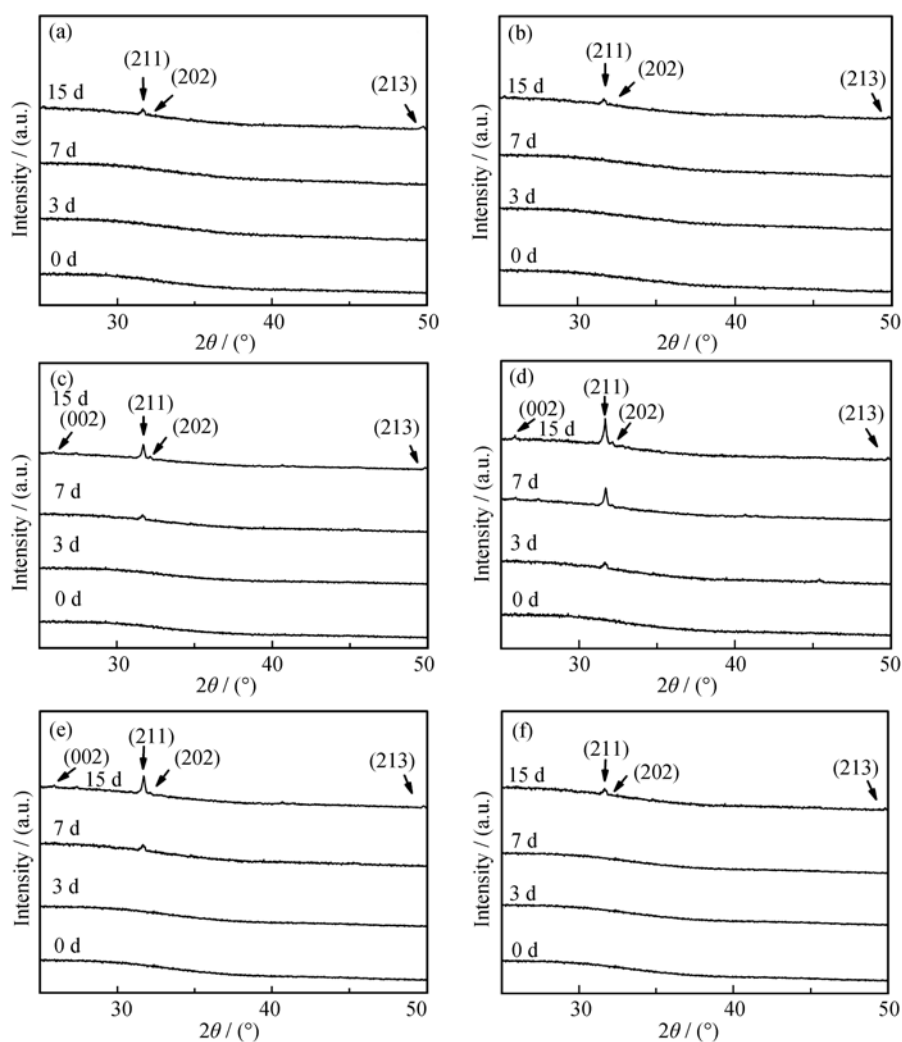 (a)
(211)
(202)
(213)
15 d
7 d
3 d
0 d
Intensity / (a.u.)
30 40 50
2θ / (°)
(b)
(211)
(202)
(213)
15 d
7 d
3 d
0 d
Intensity / (a.u.)
30 40 50
2θ / (°)
(c)
15 d
(002)
(211)
(202)
(213)
7 d
3 d
0 d
Intensity / (a.u.)
30 40 50
2θ / (°)
(d)
(211)
(002)
15 d
(202)
(213)
7 d
3 d
0 d
Intensity / (a.u.)
30 40 50
2θ / (°)
(e)
(211)
(002)
(202)
(213)
15 d
7 d
3 d
0 d
Intensity / (a.u.)
30 40 50
2θ / (°)
(f)
(211)
(202)
(213)
15 d
7 d
3 d
0 d
Intensity / (a.u.)
30 40 50
2θ / (°)